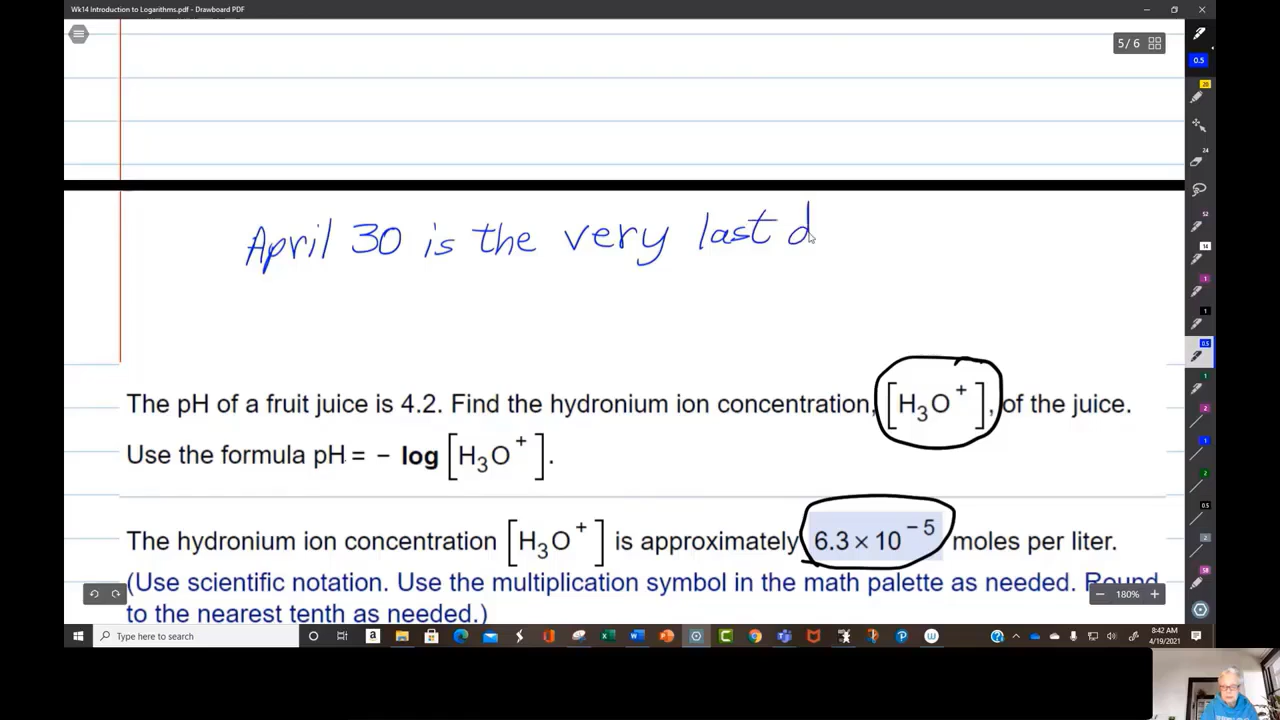 Wk14 Introduction to Logarithms.pdf - Drawboard PDF
5/6
0.5
April 30 is the very last d
The pH of a fruit juice is 4.2. Find the hydronium ion concentration, [H₃O⁺], of the juice.
Use the formula pH = − log [H₃O⁺].
The hydronium ion concentration [H₃O⁺] is approximately 6.3 × 10⁻⁵ moles per liter.
(Use scientific notation. Use the multiplication symbol in the math palette as needed. Round
to the nearest tenth as needed.)
180%
Type here to search
8:42 AM
4/19/2021